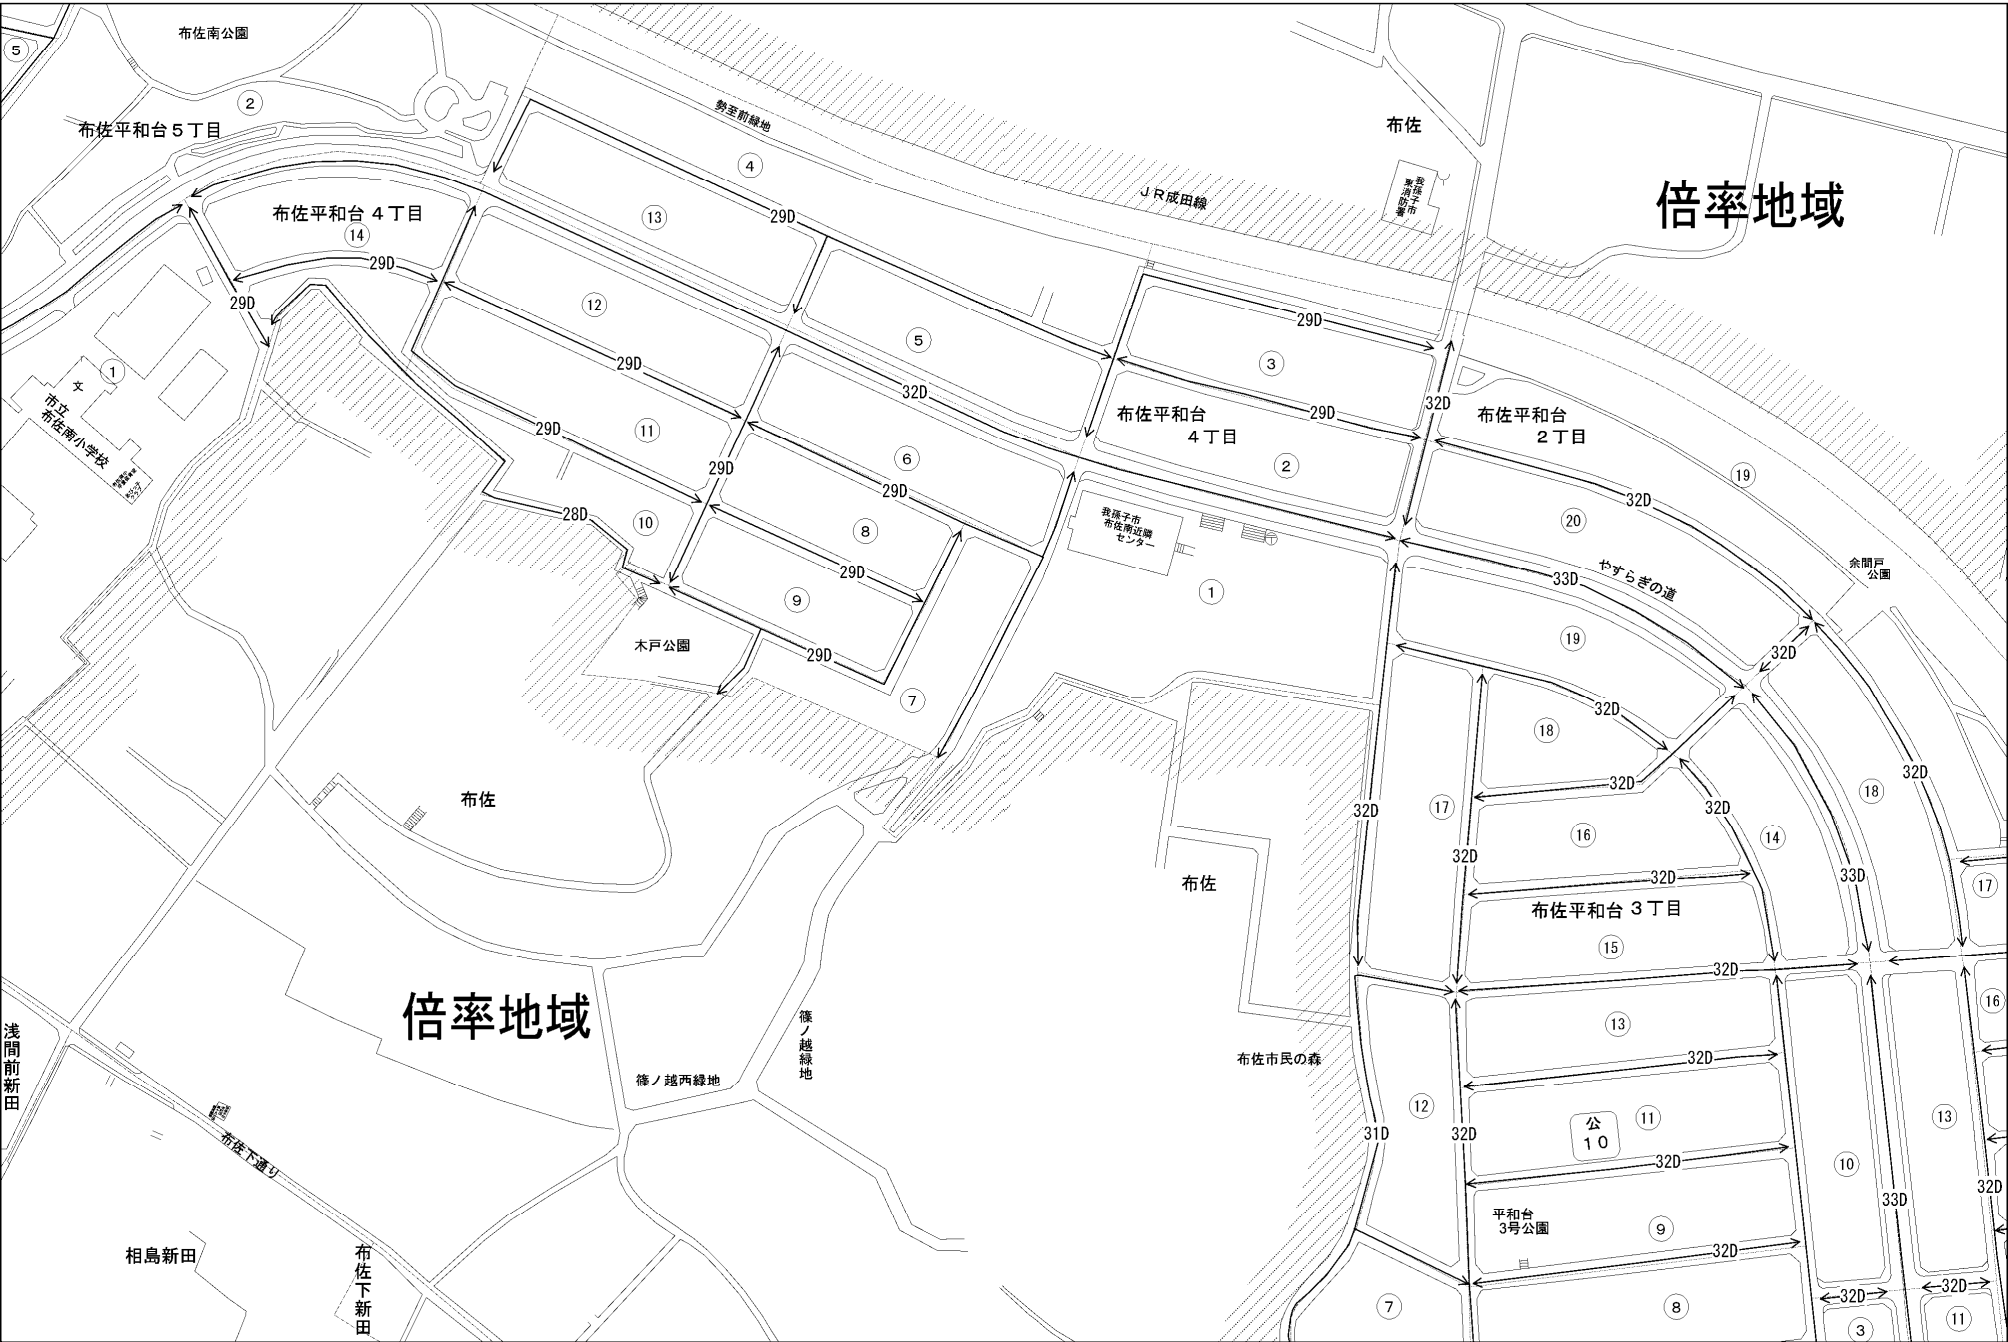 布佐南公園
⑤
②
布佐平和台５丁目
勢至前緑地
④
布佐
ＪＲ成田線
我孫子市
東消防署
倍率地域
布佐平和台４丁目
⑭
⑬
29D
29D
29D
⑫
⑤
29D
③
①
文
市立
布佐南小学校
29D
32D
29D
32D
布佐平和台
４丁目
布佐平和台
２丁目
29D
⑪
⑥
②
⑲
29D
29D
32D
28D
⑩
⑧
我孫子市
布佐南近隣
センター
⑳
余間戸
公園
29D
33D
やすらぎの道
⑨
①
木戸公園
29D
⑲
32D
⑦
32D
⑱
32D
32D
⑱
布佐
32D
⑰
32D
⑯
⑭
32D
32D
33D
⑰
布佐
布佐平和台３丁目
⑮
32D
倍率地域
浅間前新田
篠ノ越緑地
⑬
⑯
篠ノ越西緑地
布佐市民の森
32D
⑫
⑪
公
１０
⑬
31D
32D
32D
⑩
布佐下通り
33D
32D
平和台
3号公園
⑨
32D
相島新田
布佐下新田
⑦
⑧
32D
32D
③
⑪